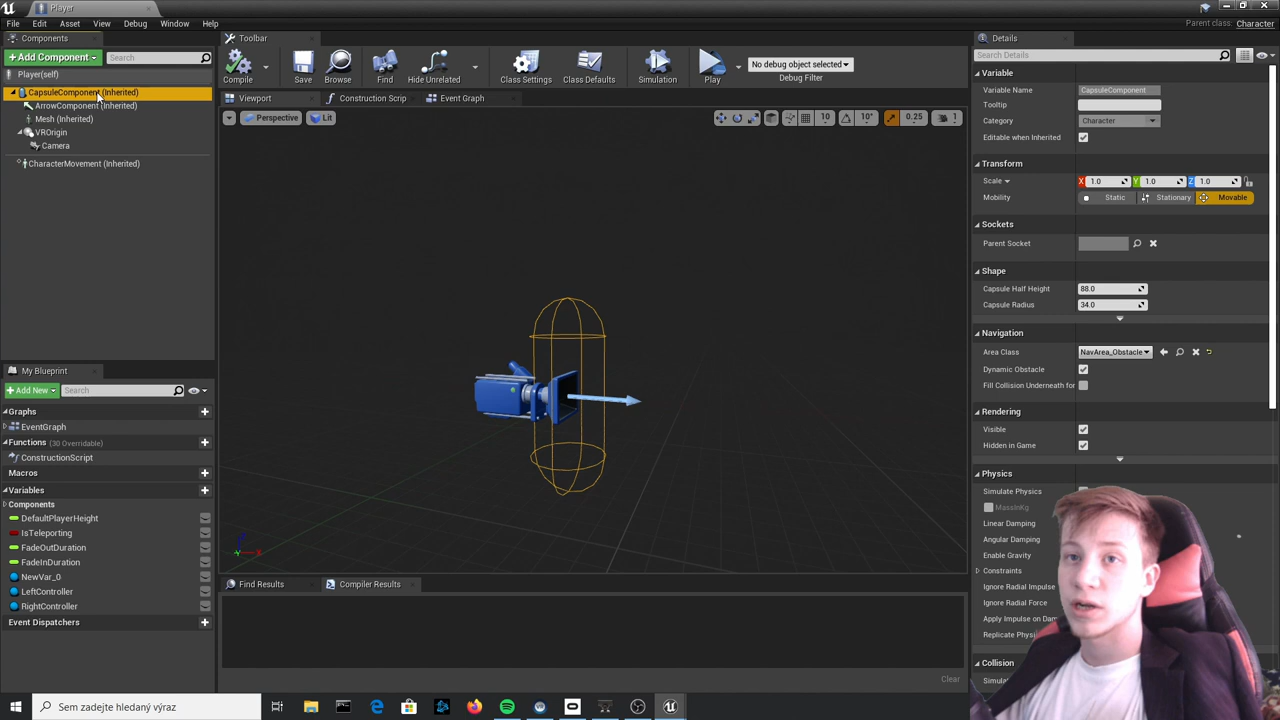 Player
File Edit Asset View Debug Window Help
Parent class: Character
Components
Toolbar
Details
+Add Component
Search
Player(self)
CapsuleComponent (Inherited)
ArrowComponent (Inherited)
Mesh (Inherited)
VROrigin
Camera
CharacterMovement (Inherited)
Compile
Save
Browse
Find
Hide Unrelated
Class Settings
Class Defaults
Simulation
Play
No debug object selected
Debug Filter
Viewport
Construction Scrip
Event Graph
Perspective
Lit
10
10°
0.25
1
Search Details
Variable
Variable Name CapsuleComponent
Tooltip
Category Character
Editable when Inherited
Transform
Scale X 1.0 Y 1.0 Z 1.0
Mobility Static Stationary Movable
Sockets
Parent Socket
Shape
Capsule Half Height 88.0
Capsule Radius 34.0
Navigation
Area Class NavArea_Obstacle
Dynamic Obstacle
Fill Collision Underneath for
Rendering
Visible
Hidden in Game
Physics
Simulate Physics
MassInKg
Linear Damping
Angular Damping
Enable Gravity
Constraints
Ignore Radial Impulse
Ignore Radial Force
Apply Impulse on Dam
Replicate Physi
Collision
Simulat
My Blueprint
+Add New
Search
Graphs
EventGraph
Functions (30 Overridable)
ConstructionScript
Macros
Variables
Components
DefaultPlayerHeight
IsTeleporting
FadeOutDuration
FadeInDuration
NewVar_0
LeftController
RightController
Event Dispatchers
Find Results
Compiler Results
Clear
Sem zadejte hledaný výraz